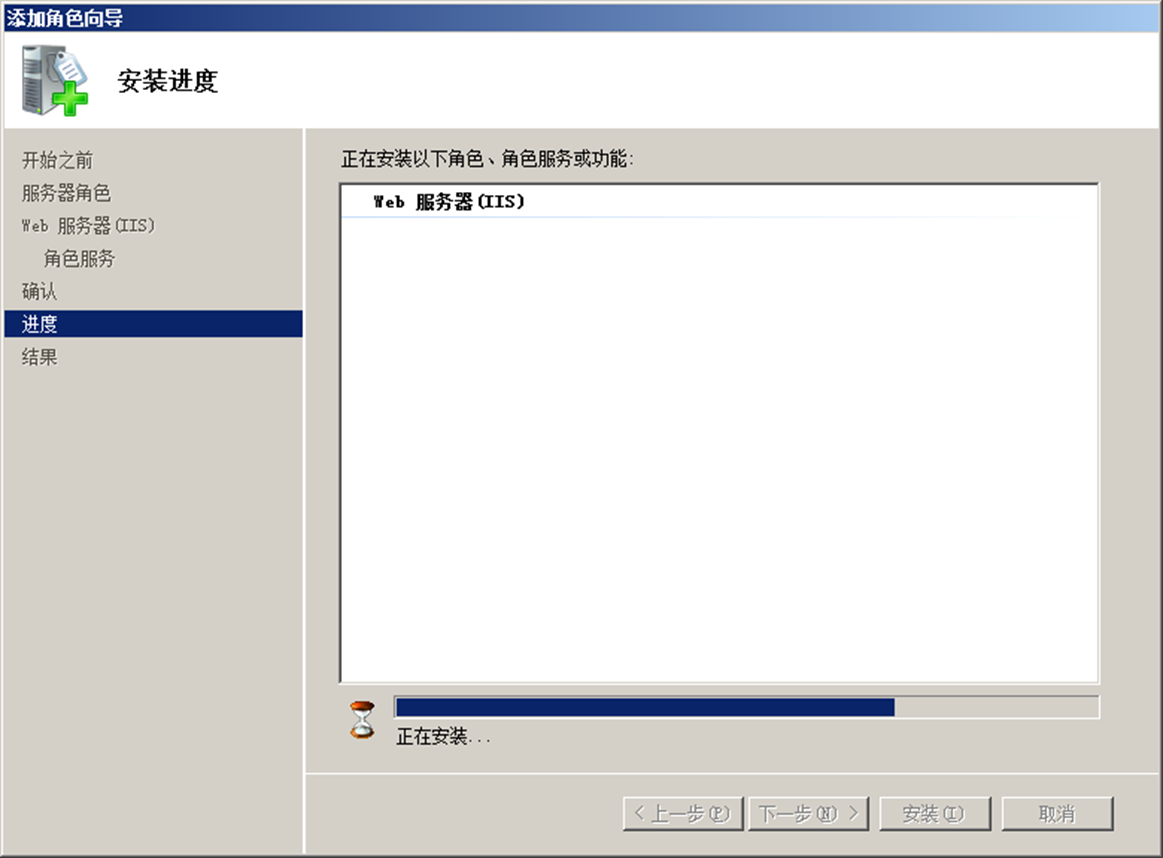 添加角色向导
安装进度
开始之前
服务器角色
Web 服务器(IIS)
角色服务
确认
进度
结果
正在安装以下角色、角色服务或功能:
Web 服务器(IIS)
正在安装...
< 上一步(P)
下一步(N) >
安装(I)
取消